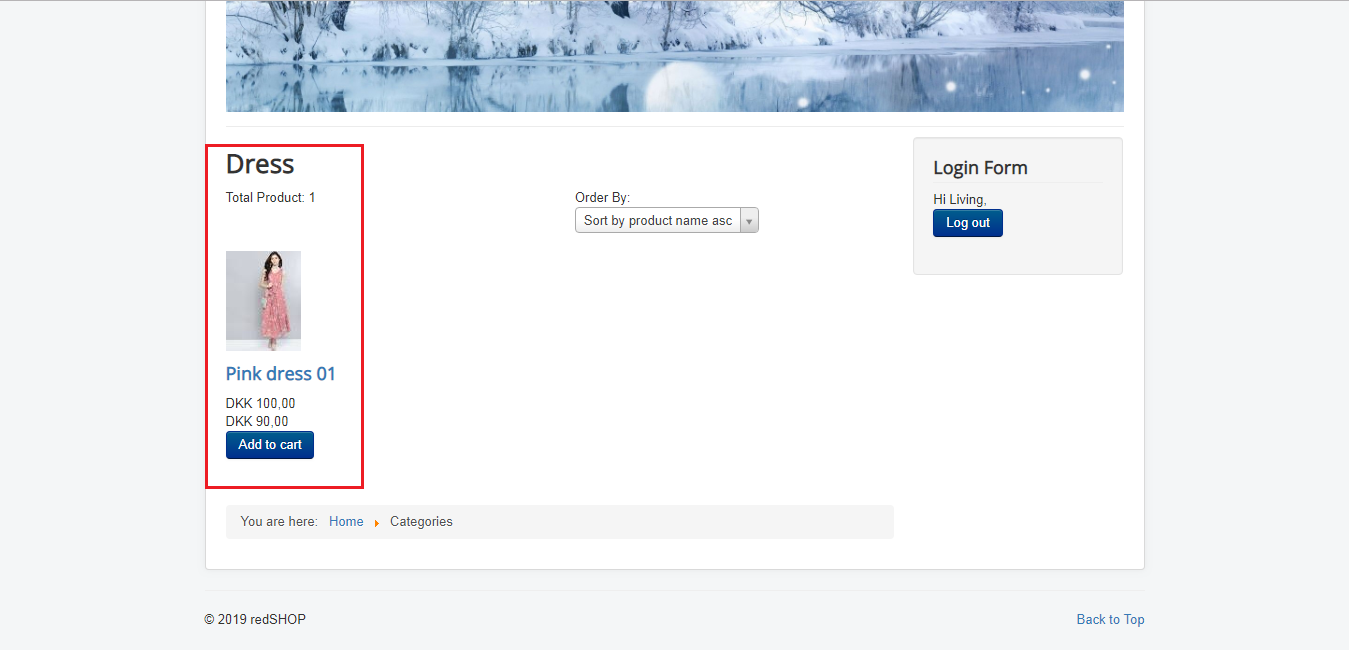 Dress
Total Product: 1
Order By:
Sort by product name asc
Pink dress 01
DKK 100,00
DKK 90,00
Add to cart
Login Form
Hi Living,
Log out
You are here: Home Categories
© 2019 redSHOP
Back to Top